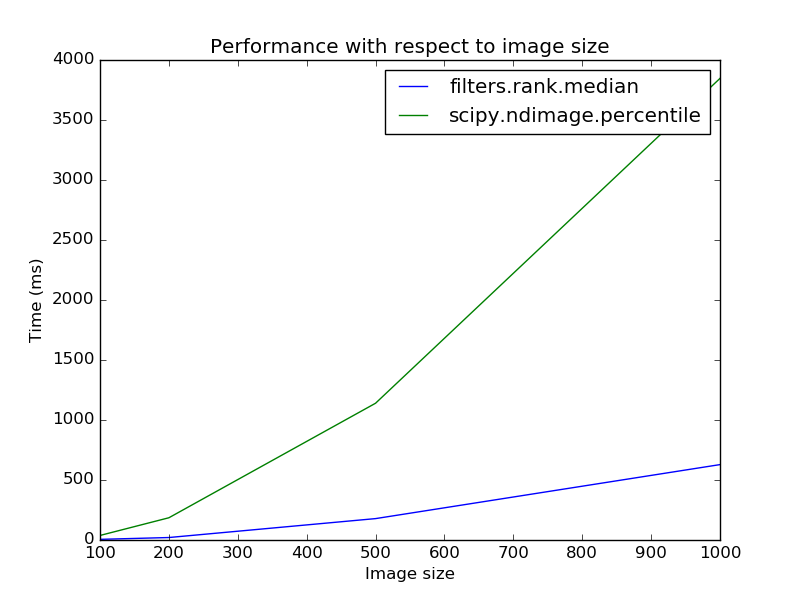 Performance with respect to image size
filters.rank.median
scipy.ndimage.percentile
4000
3500
3000
2500
2000
1500
1000
500
0
Time (ms)
100 200 300 400 500 600 700 800 900 1000
Image size